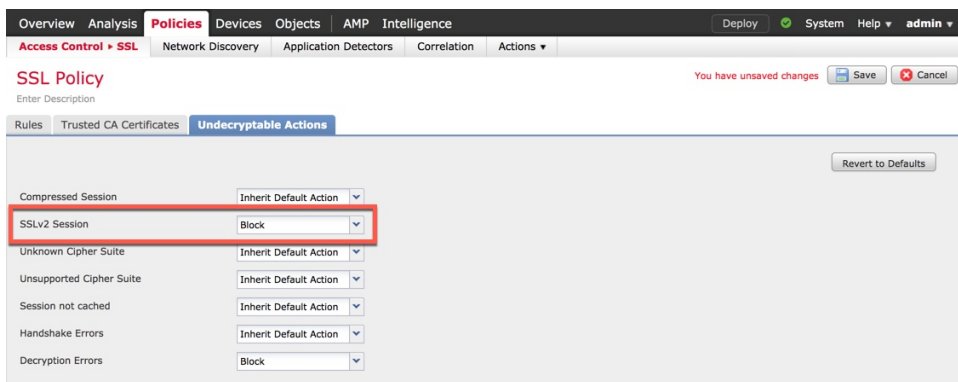 Overview Analysis Policies Devices Objects AMP Intelligence Deploy System Help ▾ admin ▾
Access Control ▸ SSL Network Discovery Application Detectors Correlation Actions ▾
SSL Policy
You have unsaved changes Save Cancel
Enter Description
Rules Trusted CA Certificates Undecryptable Actions
Revert to Defaults
Compressed Session Inherit Default Action
SSLv2 Session Block
Unknown Cipher Suite Inherit Default Action
Unsupported Cipher Suite Inherit Default Action
Session not cached Inherit Default Action
Handshake Errors Inherit Default Action
Decryption Errors Block